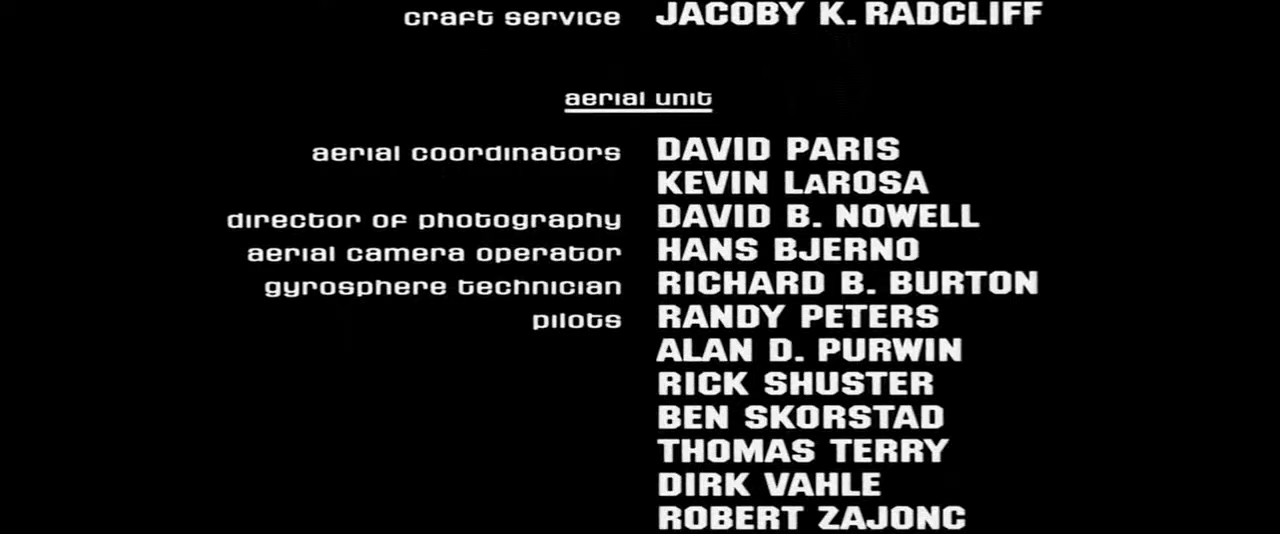 craft service JACOBY K. RADCLIFF
aerial unit
aerial coordinators DAVID PARIS
KEVIN LAROSA
director of photography DAVID B. NOWELL
aerial camera operator HANS BJERNO
gyrosphere technician RICHARD B. BURTON
pilots RANDY PETERS
ALAN D. PURWIN
RICK SHUSTER
BEN SKORSTAD
THOMAS TERRY
DIRK VAHLE
ROBERT ZAJONC